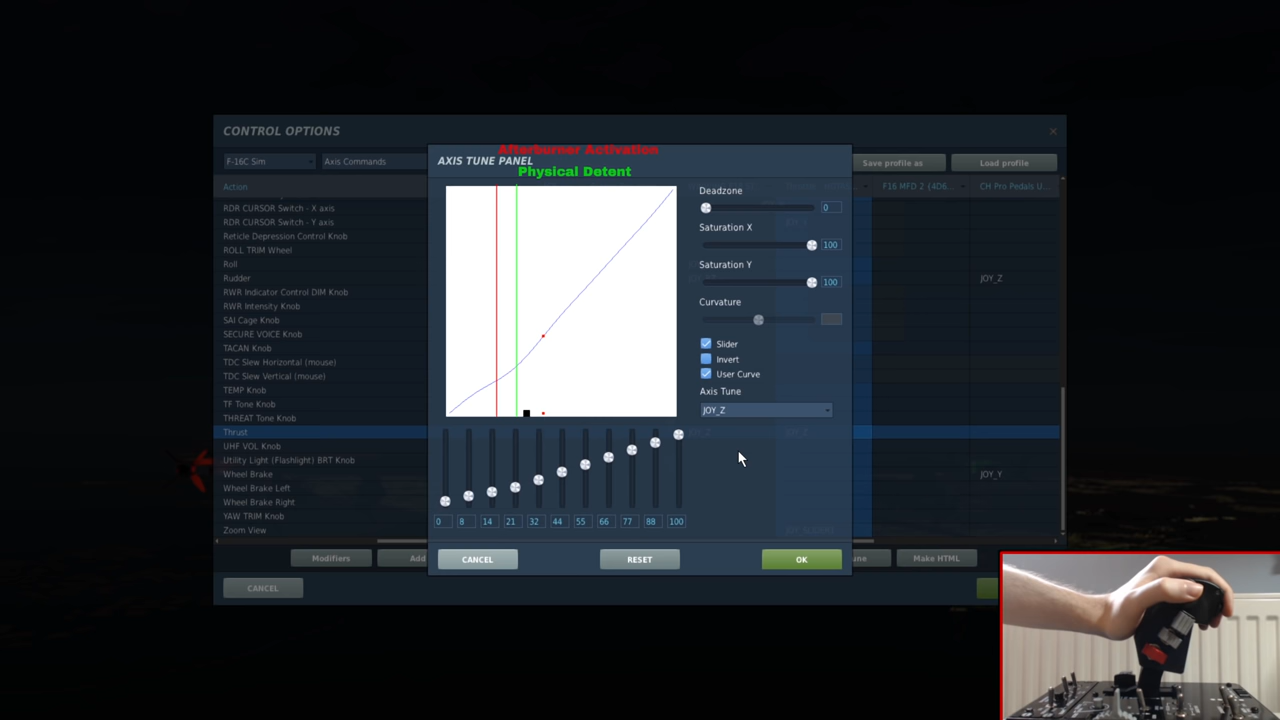 CONTROL OPTIONS
F-16C Sim
Axis Commands
Save profile as
Load profile
Action
F16 MFD 2 {4D6...
CH Pro Pedals U...
RDR CURSOR Switch - X axis
RDR CURSOR Switch - Y axis
Reticle Depression Control Knob
ROLL TRIM Wheel
Roll
Rudder
JOY_Z
RWR Indicator Control DIM Knob
RWR Intensity Knob
SAI Cage Knob
SECURE VOICE Knob
TACAN Knob
TDC Slew Horizontal (mouse)
TDC Slew Vertical (mouse)
TEMP Knob
TF Tone Knob
THREAT Tone Knob
Thrust
UHF VOL Knob
Utility Light (Flashlight) BRT Knob
Wheel Brake
JOY_Y
Wheel Brake Left
Wheel Brake Right
YAW TRIM Knob
Zoom View
Modifiers
Add
Make HTML
CANCEL
Afterburner Activation
AXIS TUNE PANEL
Physical Detent
Deadzone
0
Saturation X
100
Saturation Y
100
Curvature
Slider
Invert
User Curve
Axis Tune
JOY_Z
0 8 14 21 32 44 55 66 77 88 100
CANCEL
RESET
OK